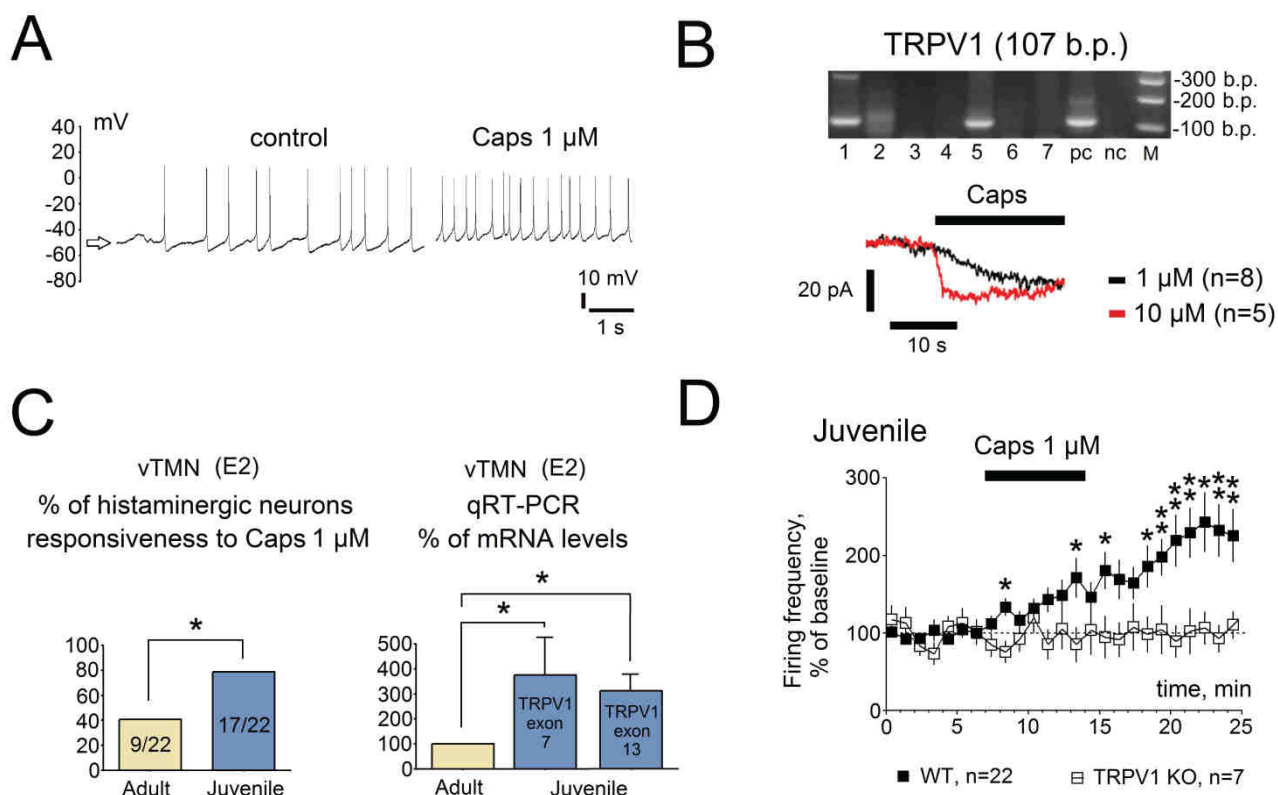 A
mV
40
20
0
-20
-40
-60
-80
control
Caps 1 µM
10 mV
1 s
B
TRPV1 (107 b.p.)
-300 b.p.
-200 b.p.
-100 b.p.
1 2 3 4 5 6 7 pc nc M
Caps
20 pA
10 s
1 µM (n=8)
10 µM (n=5)
C
vTMN (E2)
% of histaminergic neurons
responsiveness to Caps 1 µM
*
100
80
60
40
20
0
9/22
17/22
Adult Juvenile
vTMN (E2)
qRT-PCR
% of mRNA levels
*
*
500
400
300
200
100
0
TRPV1
exon
7
TRPV1
exon
13
Adult Juvenile
D
Juvenile
Caps 1 µM
Firing frequency,
% of baseline
300
200
100
0
* * * * ** ** ** * ** **
time, min
0 5 10 15 20 25
WT, n=22 TRPV1 KO, n=7